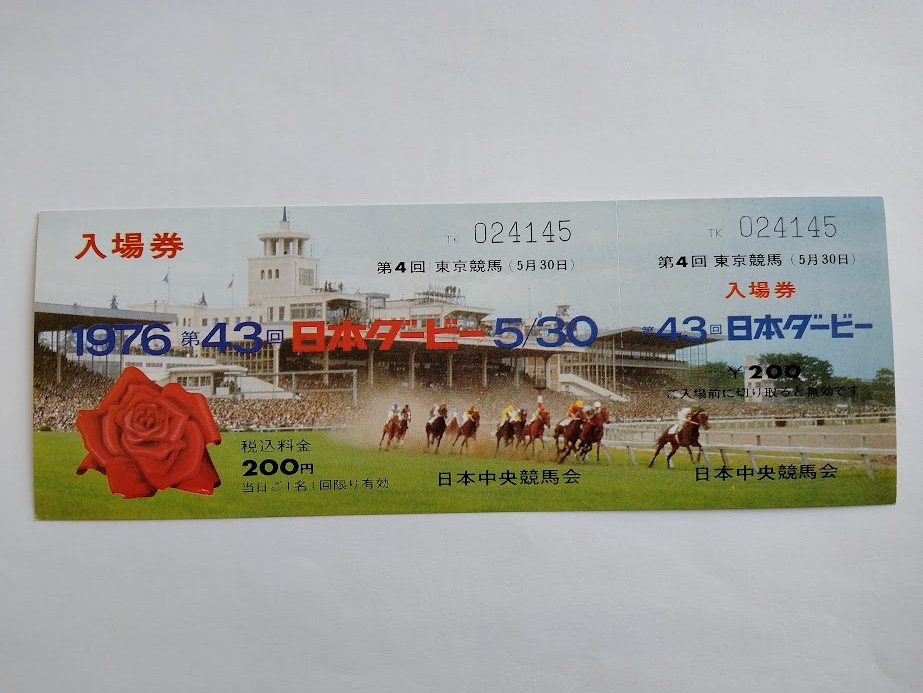 入場券
TK 024145
第4回 東京競馬(5月30日)
1976 第43回 日本ダービー 5/30
税込料金
200円
当日ご1名1回限り有効
日本中央競馬会
TK 024145
第4回 東京競馬(5月30日)
入場券
第43回 日本ダービー
¥200
ご入場前に切り取ると無効です
日本中央競馬会